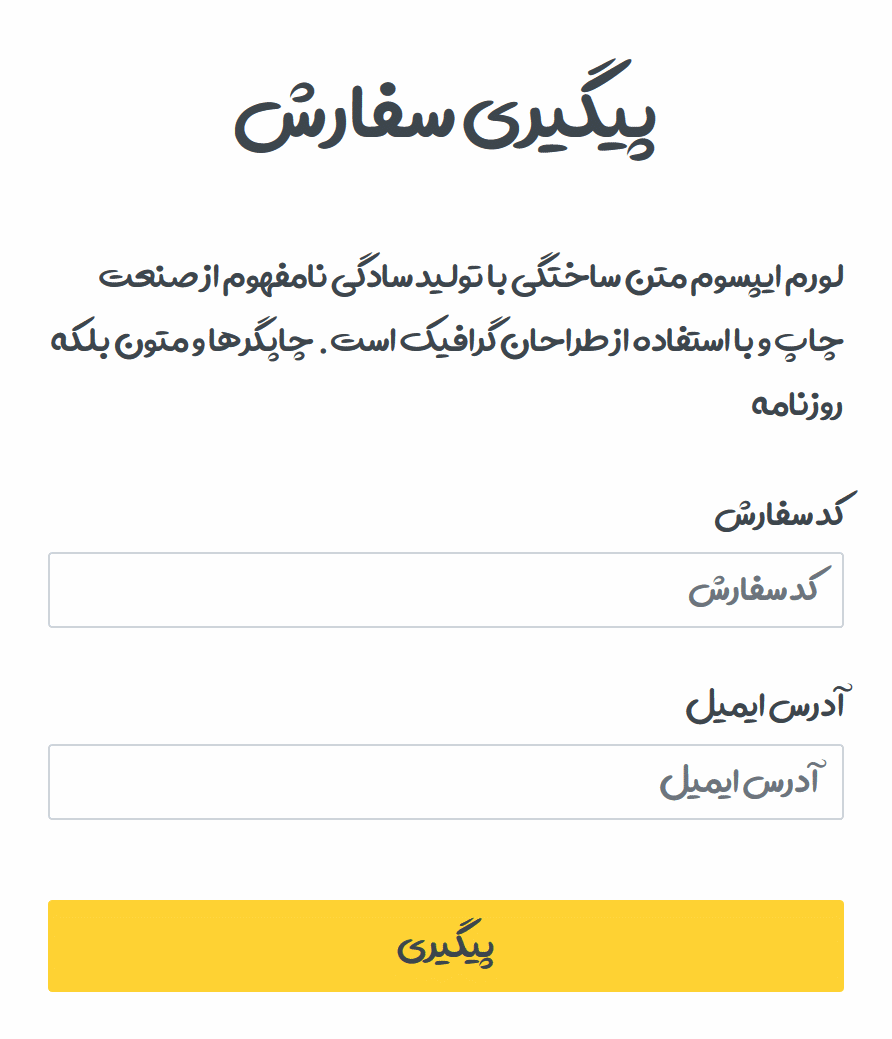 پیگیری سفارش
لورم ایپسوم متن ساختگی با تولید سادگی نامفهوم از صنعت
چاپ و با استفاده از طراحان گرافیک است. چاپگرها و متون بلکه
روزنامه
کد سفارش
کد سفارش
آدرس ایمیل
آدرس ایمیل
پیگیری